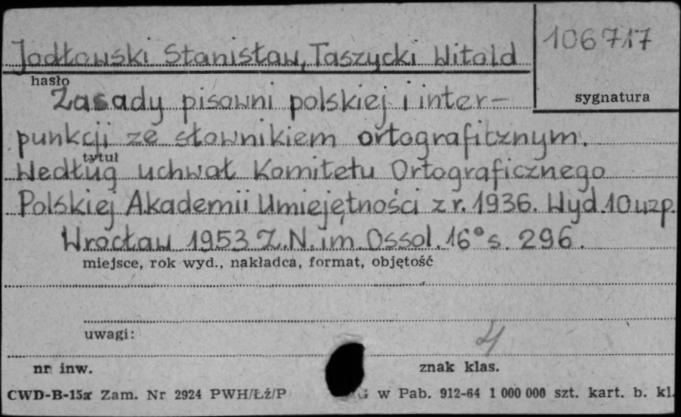 Jodłowski Stanisław, Taszycki Witold
106717
hasło
sygnatura
Zasady pisowni polskiej i inter-
punkcji ze słownikiem ortograficznym.
tytuł
Według uchwał Komitetu Ortograficznego
Polskiej Akademii Umiejętności z r. 1936. Wyd. 10 uzp.
Wrocław 1953 Z. N. im. Ossol. 16° s. 296.
miejsce, rok wyd., nakładca, format, objętość
uwagi:
4
nr inw.
znak klas.
CWD-B-15a Zam. Nr 2924 PWH/Łź/P G w Pab. 912-64 1 000 000 szt. kart. b. kl.